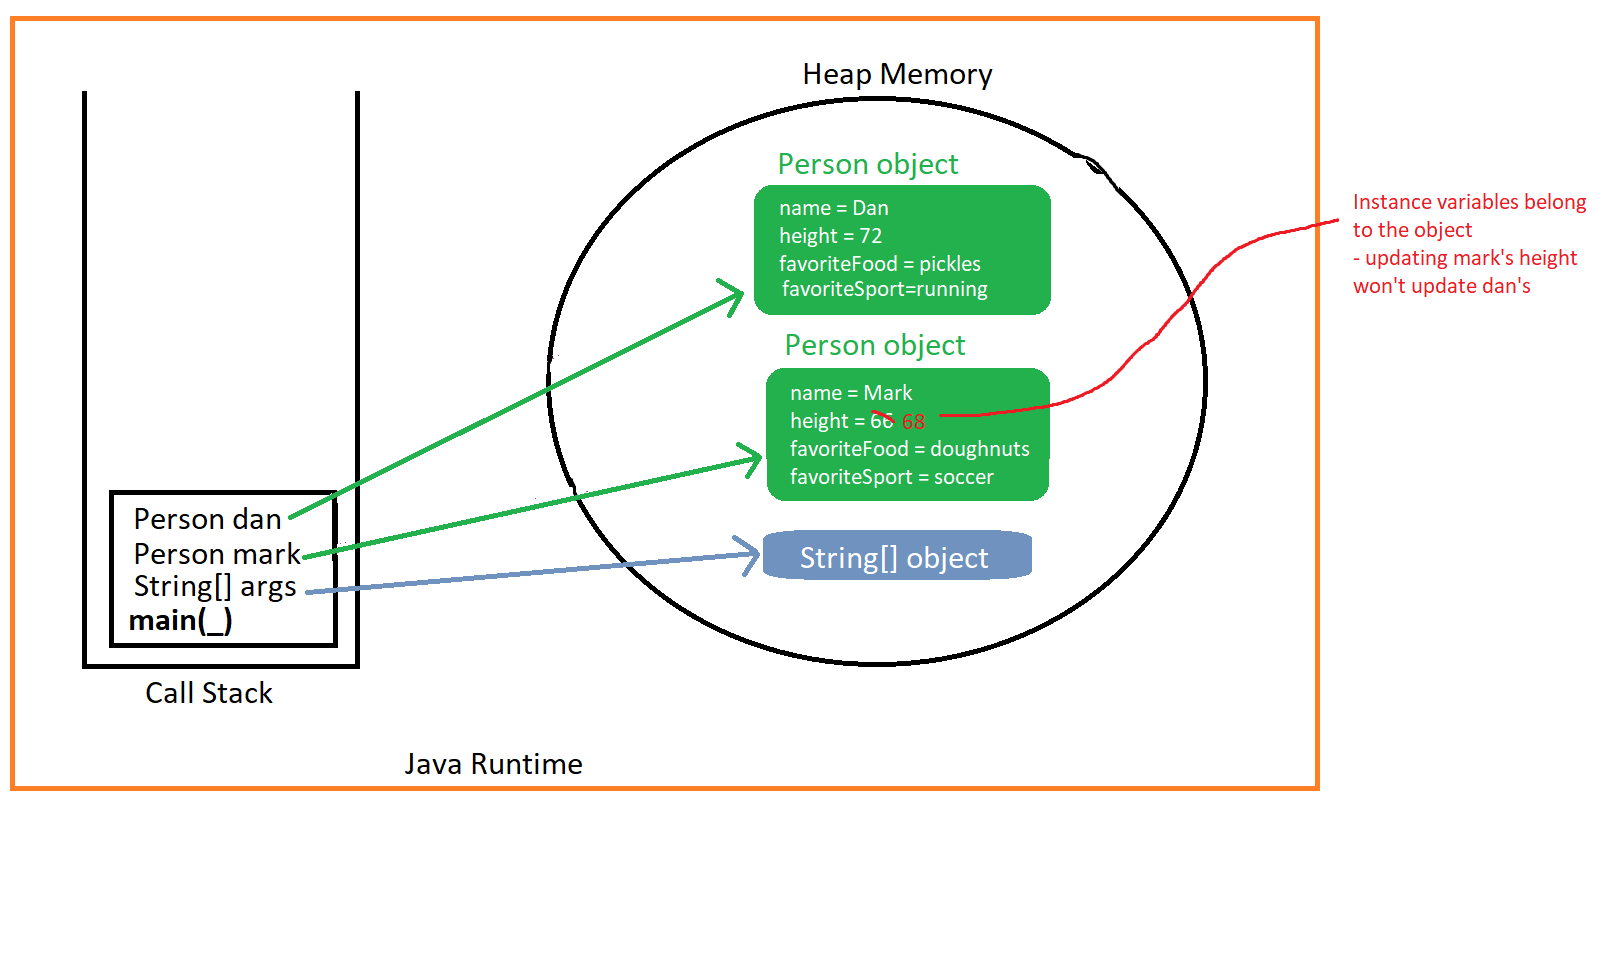 Heap Memory
Person object
name = Dan
height = 72
favoriteFood = pickles
favoriteSport=running
Person object
name = Mark
height = 66 68
favoriteFood = doughnuts
favoriteSport = soccer
String[] object
Instance variables belong
to the object
- updating mark's height
won't update dan's
Person dan
Person mark
String[] args
main(_)
Call Stack
Java Runtime